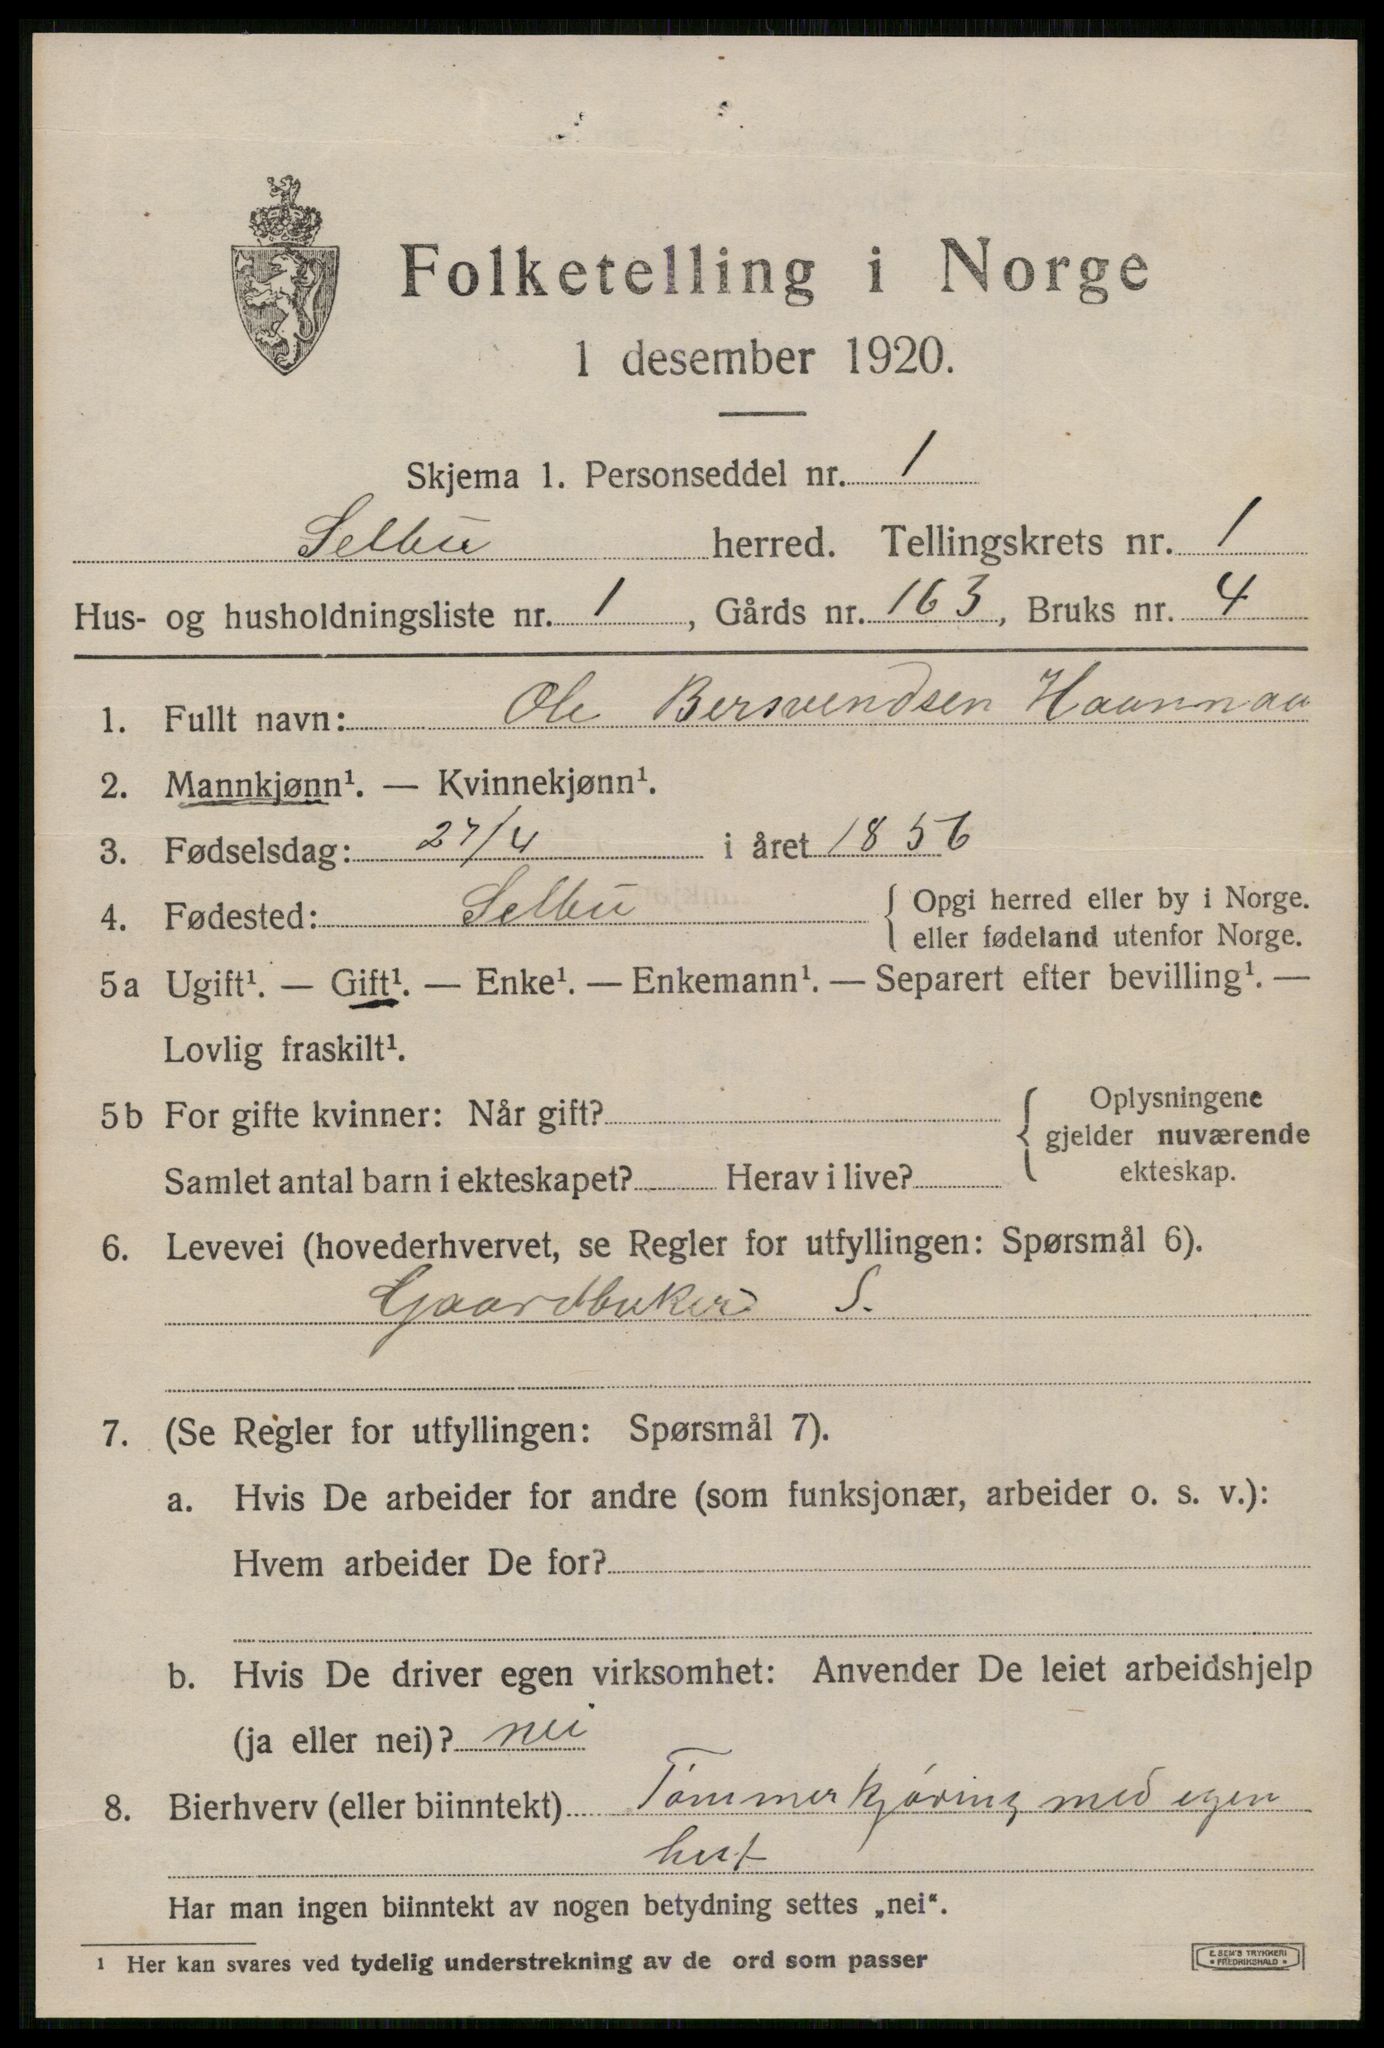 Folketelling i Norge
1 desember 1920.
Skjema 1. Personseddel nr. 1
Selbu herred. Tellingskrets nr. 1
Hus- og husholdningsliste nr. 1, Gårds nr. 163, Bruks nr. 4
1. Fullt navn: Ole Bersvendsen Haannaa
2. Mannkjønn¹. — Kvinnekjønn¹.
3. Fødselsdag: 27/4 i året 1856
4. Fødested: Selbu { Opgi herred eller by i Norge.
eller fødeland utenfor Norge.
5a Ugift¹. — Gift¹. — Enke¹. — Enkemann¹. — Separert efter bevilling¹. —
Lovlig fraskilt¹.
5b For gifte kvinner: Når gift? { Oplysningene
gjelder nuværende
Samlet antal barn i ekteskapet? Herav i live? ekteskap.
6. Levevei (hovederhvervet, se Regler for utfyllingen: Spørsmål 6).
Gaardbuker S.
7. (Se Regler for utfyllingen: Spørsmål 7).
a. Hvis De arbeider for andre (som funksjonær, arbeider o. s. v.):
Hvem arbeider De for?
b. Hvis De driver egen virksomhet: Anvender De leiet arbeidshjelp
(ja eller nei)? nei
8. Bierhverv (eller biinntekt) Tømmerkjøring med egen
hest
Har man ingen biinntekt av nogen betydning settes „nei“.
¹ Her kan svares ved tydelig understrekning av de ord som passer
E. SEM'S TRYKKERI
* FREDRIKSHALD *